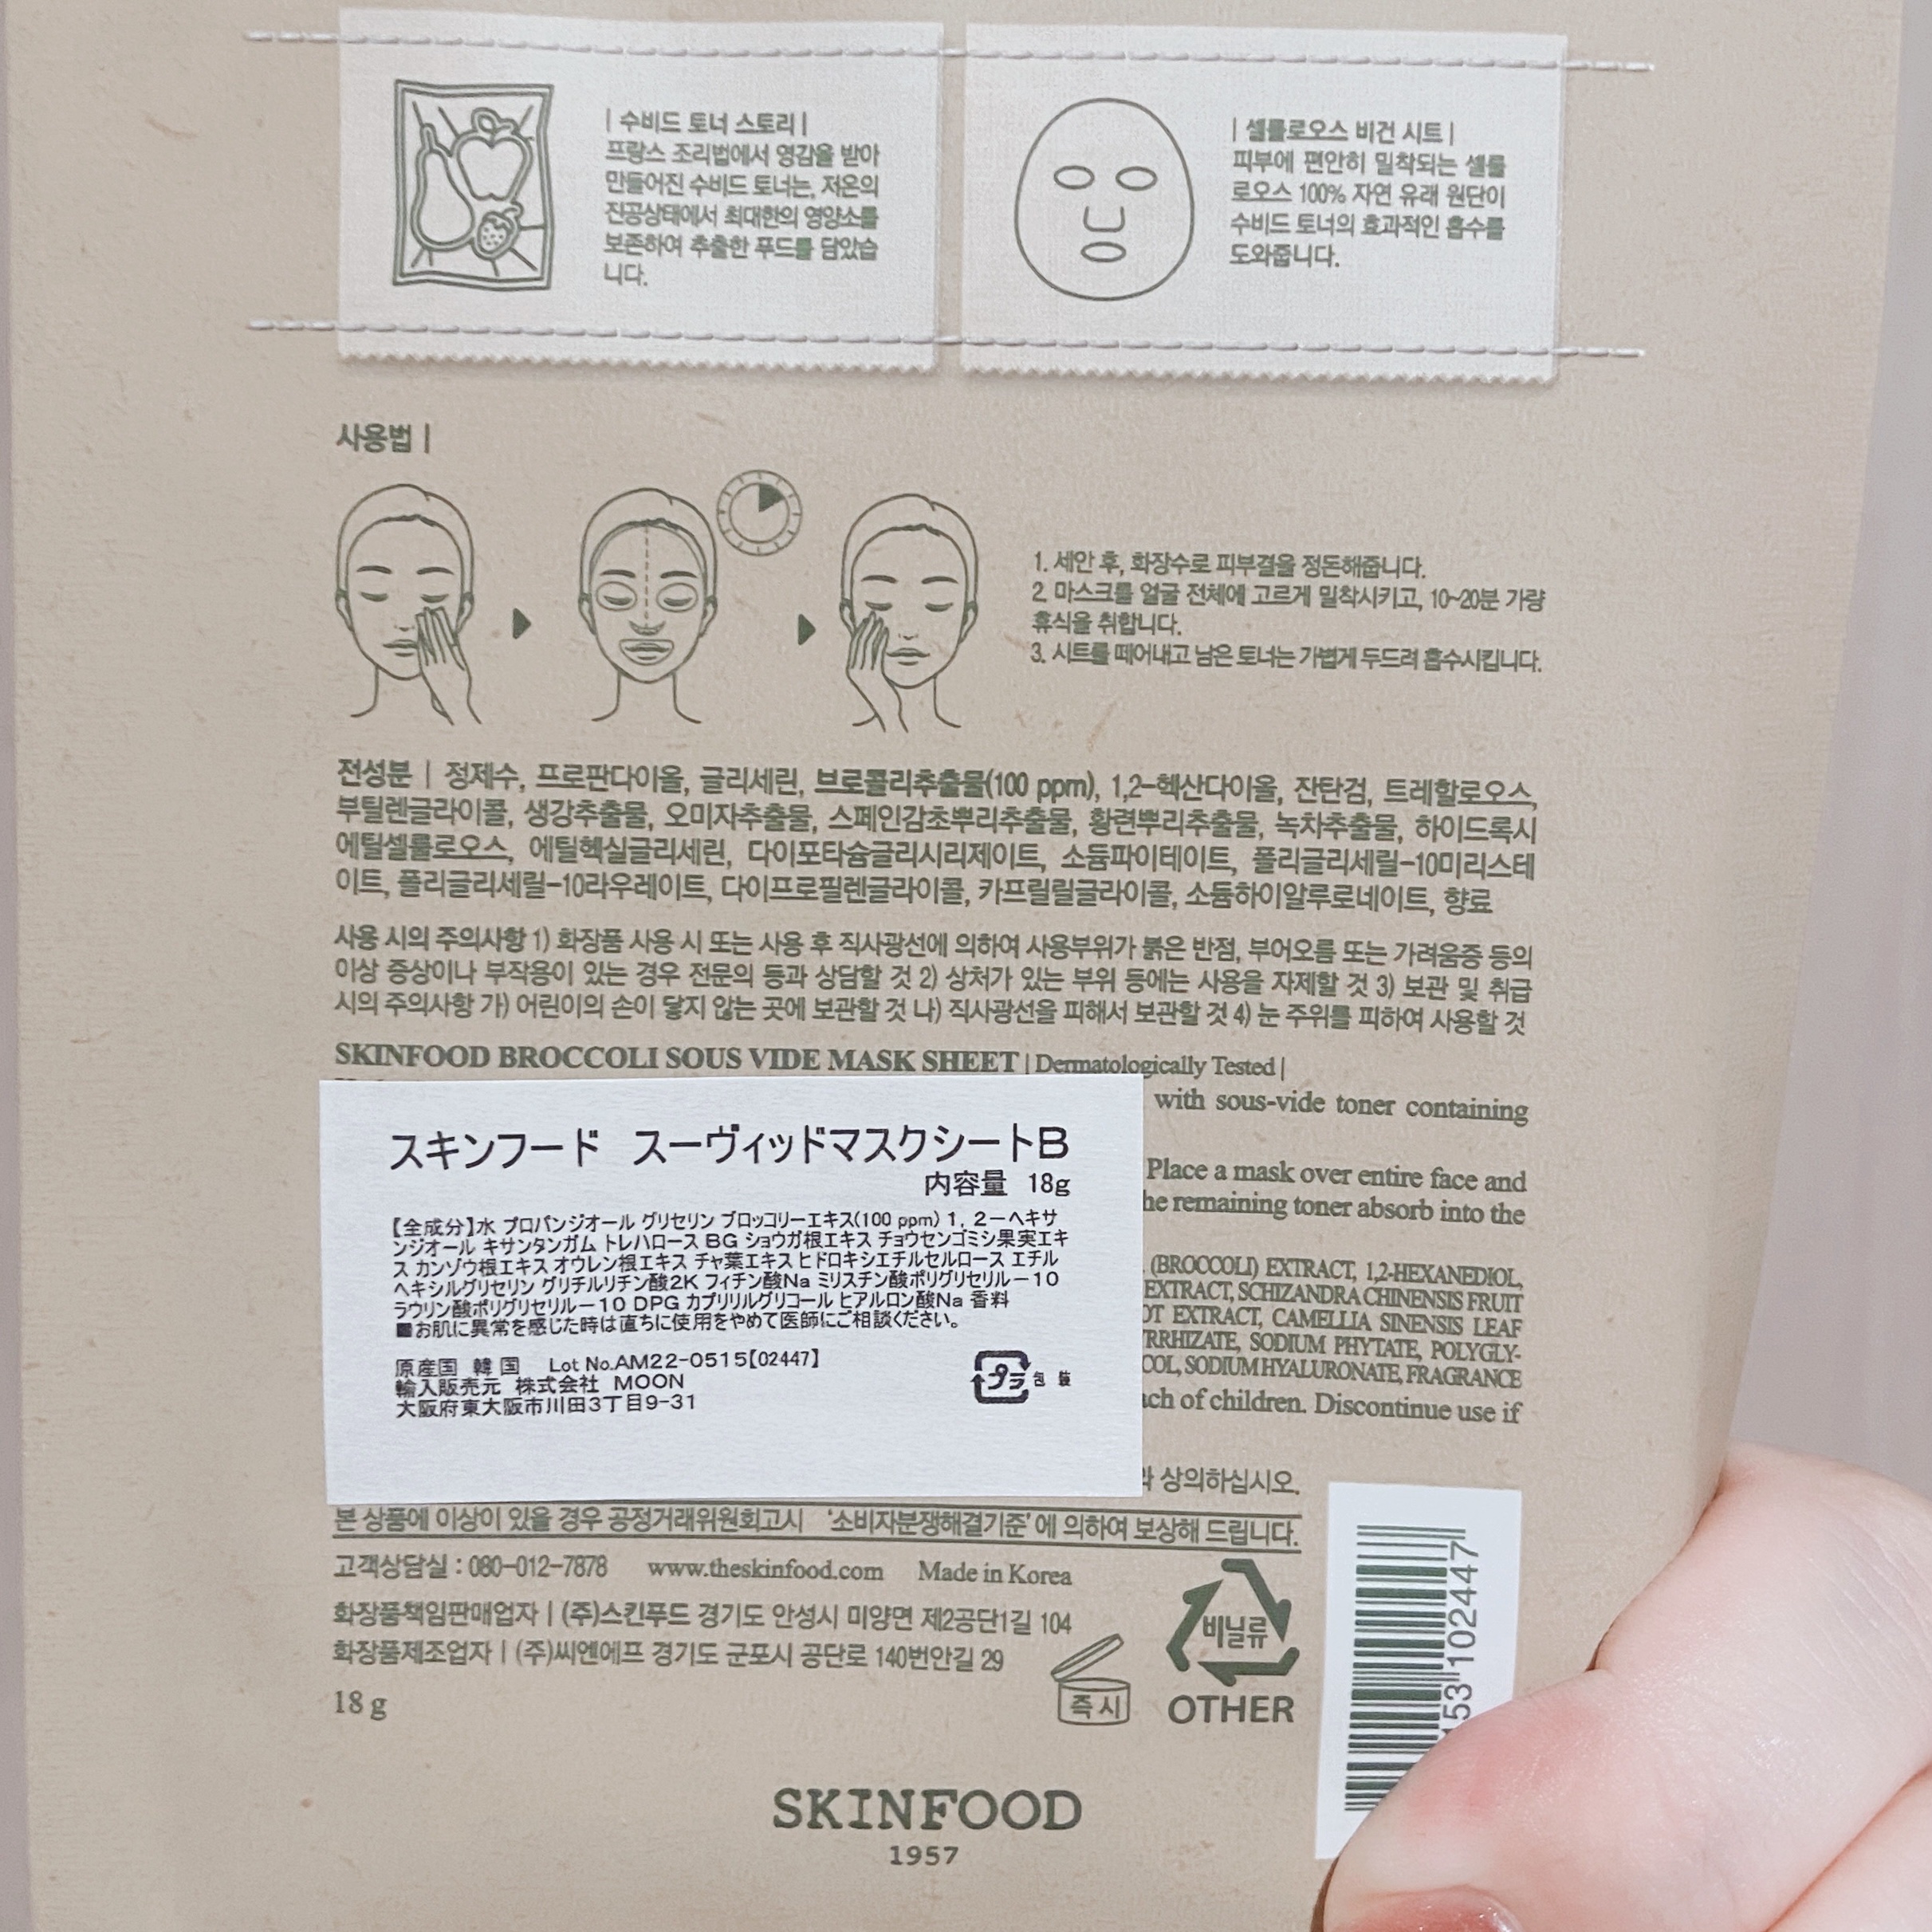 | 수비드 토너 스토리 |
프랑스 조리법에서 영감을 받아
만들어진 수비드 토너는, 저온의
진공상태에서 최대한의 영양소를
보존하여 추출한 푸드를 담았습
니다.
| 셀룰로오스 비건 시트 |
피부에 편안히 밀착되는 셀룰
로오스 100% 자연 유래 원단이
수비드 토너의 효과적인 흡수를
도와줍니다.
사용법 |
1. 세안 후, 화장수로 피부결을 정돈해줍니다.
2. 마스크를 얼굴 전체에 고르게 밀착시키고, 10~20분 가량
휴식을 취합니다.
3. 시트를 떼어내고 남은 토너는 가볍게 두드려 흡수시킵니다.
전성분 | 정제수, 프로판다이올, 글리세린, 브로콜리추출물(100 ppm), 1,2-헥산다이올, 잔탄검, 트레할로오스,
부틸렌글라이콜, 생강추출물, 오미자추출물, 스페인감초뿌리추출물, 황련뿌리추출물, 녹차추출물, 하이드록시
에틸셀룰로오스, 에틸헥실글리세린, 다이포타슘글리시리제이트, 소듐파이테이트, 폴리글리세릴-10미리스테
이트, 폴리글리세릴-10라우레이트, 다이프로필렌글라이콜, 카프릴릴글라이콜, 소듐하이알루로네이트, 향료
사용 시의 주의사항 1) 화장품 사용 시 또는 사용 후 직사광선에 의하여 사용부위가 붉은 반점, 부어오름 또는 가려움증 등의
이상 증상이나 부작용이 있는 경우 전문의 등과 상담할 것 2) 상처가 있는 부위 등에는 사용을 자제할 것 3) 보관 및 취급
시의 주의사항 가) 어린이의 손이 닿지 않는 곳에 보관할 것 나) 직사광선을 피해서 보관할 것 4) 눈 주위를 피하여 사용할 것
SKINFOOD BROCCOLI SOUS VIDE MASK SHEET | Dermatologically Tested |
with sous-vide toner containing
Place a mask over entire face and
he remaining toner absorb into the
(BROCCOLI) EXTRACT, 1,2-HEXANEDIOL,
EXTRACT, SCHIZANDRA CHINENSIS FRUIT
OT EXTRACT, CAMELLIA SINENSIS LEAF
RRHIZATE, SODIUM PHYTATE, POLYGLY-
COL, SODIUM HYALURONATE, FRAGRANCE
ach of children. Discontinue use if
스キンフード スーヴィッドマスクシートB
内容量 18g
【全成分】水 プロパンジオール グリセリン ブロッコリーエキス(100 ppm) 1, 2-ヘキサ
ンジオール キサンタンガム トレハロース BG ショウガ根エキス チョウセンゴミシ果実エキ
ス カンゾウ根エキス オウレン根エキス チャ葉エキス ヒドロキシエチルセルロース エチル
ヘキシルグリセリン グリチルリチン酸2K フィチン酸Na ミリスチン酸ポリグリセリル-10
ラウリン酸ポリグリセリル-10 DPG カプリリルグリコール ヒアルロン酸Na 香料
■お肌に異常を感じた時は直ちに使用をやめて医師にご相談ください。
原産国 韓国 Lot No.AM22-0515【02447】
輸入販売元 株式会社 MOON
大阪府東大阪市川田3丁目9-31
プラ 包装
상의하십시오.
본 상품에 이상이 있을 경우 공정거래위원회고시 '소비자분쟁해결기준'에 의하여 보상해 드립니다.
고객상담실 : 080-012-7878 www.theskinfood.com Made in Korea
화장품책임판매업자 | (주)스킨푸드 경기도 안성시 미양면 제2공단1길 104
화장품제조업자 | (주)씨엔에프 경기도 군포시 공단로 140번안길 29
18 g
즉시
비닐류
OTHER
53 102447
SKINFOOD
1957